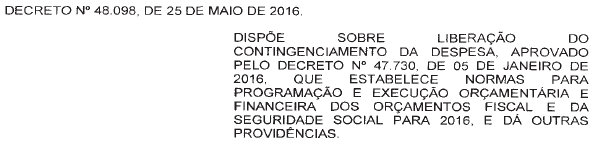 DECRETO Nº 48.098, DE 25 DE MAIO DE 2016.
DISPÕE SOBRE LIBERAÇÃO DO
CONTINGENCIAMENTO DA DESPESA, APROVADO
PELO DECRETO Nº 47.730, DE 05 DE JANEIRO DE
2016, QUE ESTABELECE NORMAS PARA
PROGRAMAÇÃO E EXECUÇÃO ORÇAMENTÁRIA E
FINANCEIRA DOS ORÇAMENTOS FISCAL E DA
SEGURIDADE SOCIAL PARA 2016, E DÁ OUTRAS
PROVIDÊNCIAS.